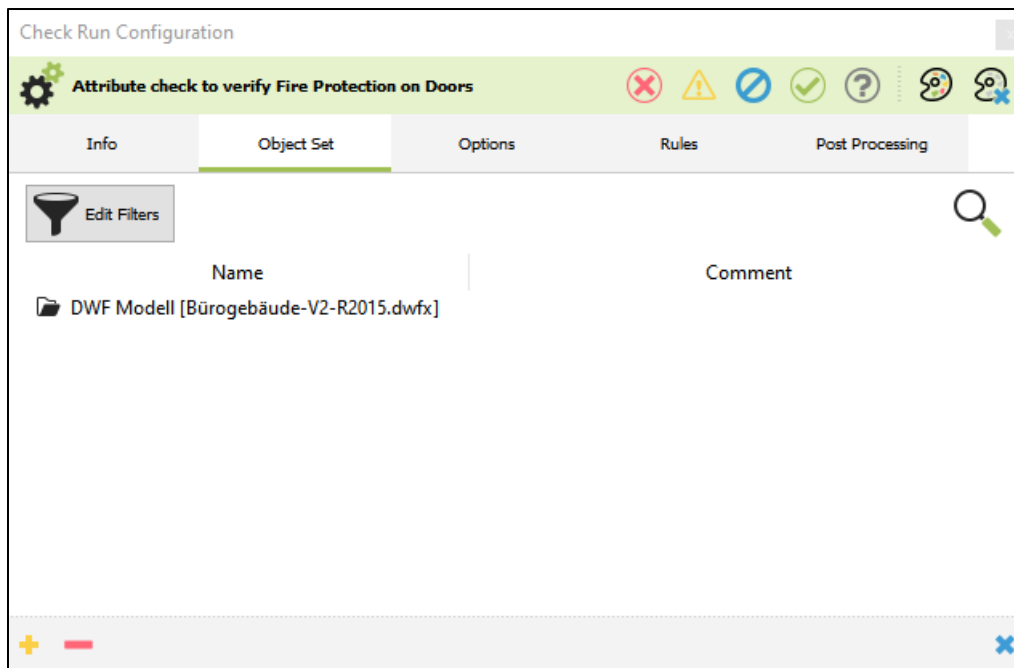 Check Run Configuration
Attribute check to verify Fire Protection on Doors
Info Object Set Options Rules Post Processing
Edit Filters
Name Comment
DWF Modell [Bürogebäude-V2-R2015.dwfx]